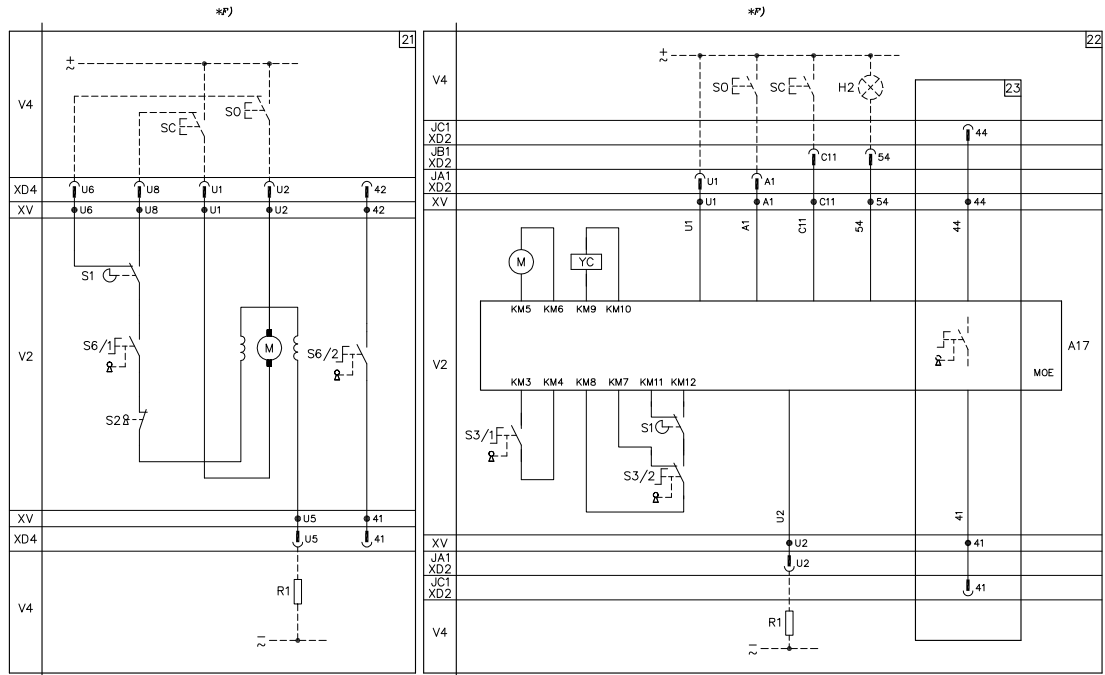 *F) *F)
21 22
+
~
+
~
V4 SC SO
V4 SO SC H2 23
JC1
XD2 44
JB1
XD2 C11 54
JA1
XD2 U1 A1
XD4 U6 U8 U1 U2 42
XV U6 U8 U1 U2 42
XV U1 A1 C11 54 44
U1 A1 C11 54 44
M YC
S1
KM5 KM6 KM9 KM10
S6/1 M S6/2
V2 V2 A17
MOE
KM3 KM4 KM8 KM7 KM11 KM12
S2
S3/1 S1
S3/2
U2 41
XV U5 41
XD4 U5 41
XV U2 41
JA1
XD2 U2
JC1
XD2 41
V4 R1
V4 R1
–
~
–
~